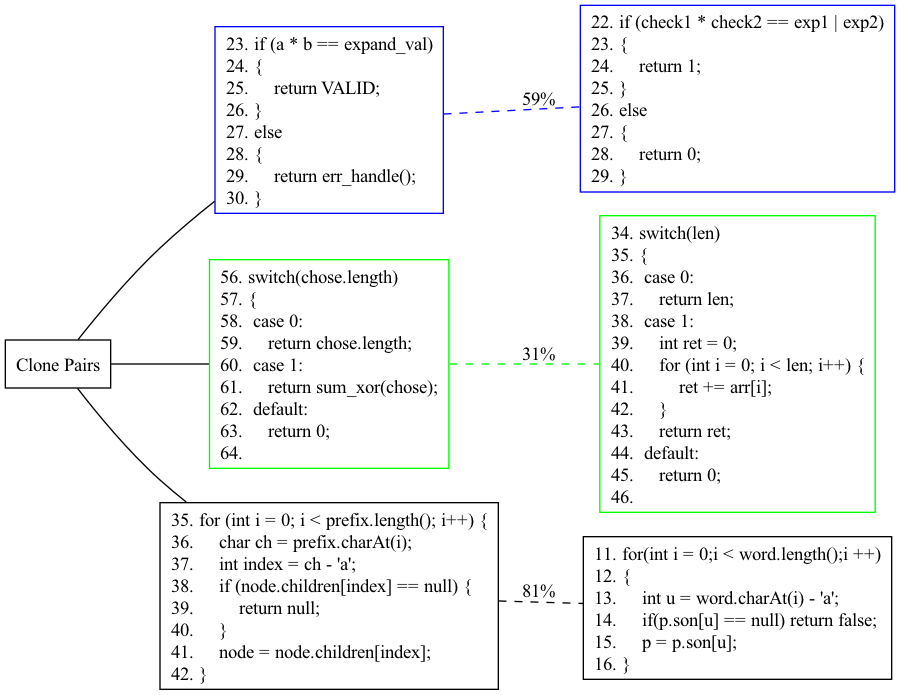 Clone Pairs
23. if (a * b == expand_val)
24. {
25.     return VALID;
26. }
27. else
28. {
29.     return err_handle();
30. }
59%
22. if (check1 * check2 == exp1 | exp2)
23. {
24.     return 1;
25. }
26. else
27. {
28.     return 0;
29. }
56. switch(chose.length)
57. {
58.  case 0:
59.     return chose.length;
60.  case 1:
61.     return sum_xor(chose);
62.  default:
63.     return 0;
64.
31%
34. switch(len)
35. {
36.  case 0:
37.     return len;
38.  case 1:
39.     int ret = 0;
40.     for (int i = 0; i < len; i++) {
41.         ret += arr[i];
42.     }
43.     return ret;
44.  default:
45.     return 0;
46.
35. for (int i = 0; i < prefix.length(); i++) {
36.     char ch = prefix.charAt(i);
37.     int index = ch - 'a';
38.     if (node.children[index] == null) {
39.         return null;
40.     }
41.     node = node.children[index];
42. }
81%
11. for(int i = 0;i < word.length();i ++)
12. {
13.     int u = word.charAt(i) - 'a';
14.     if(p.son[u] == null) return false;
15.     p = p.son[u];
16. }